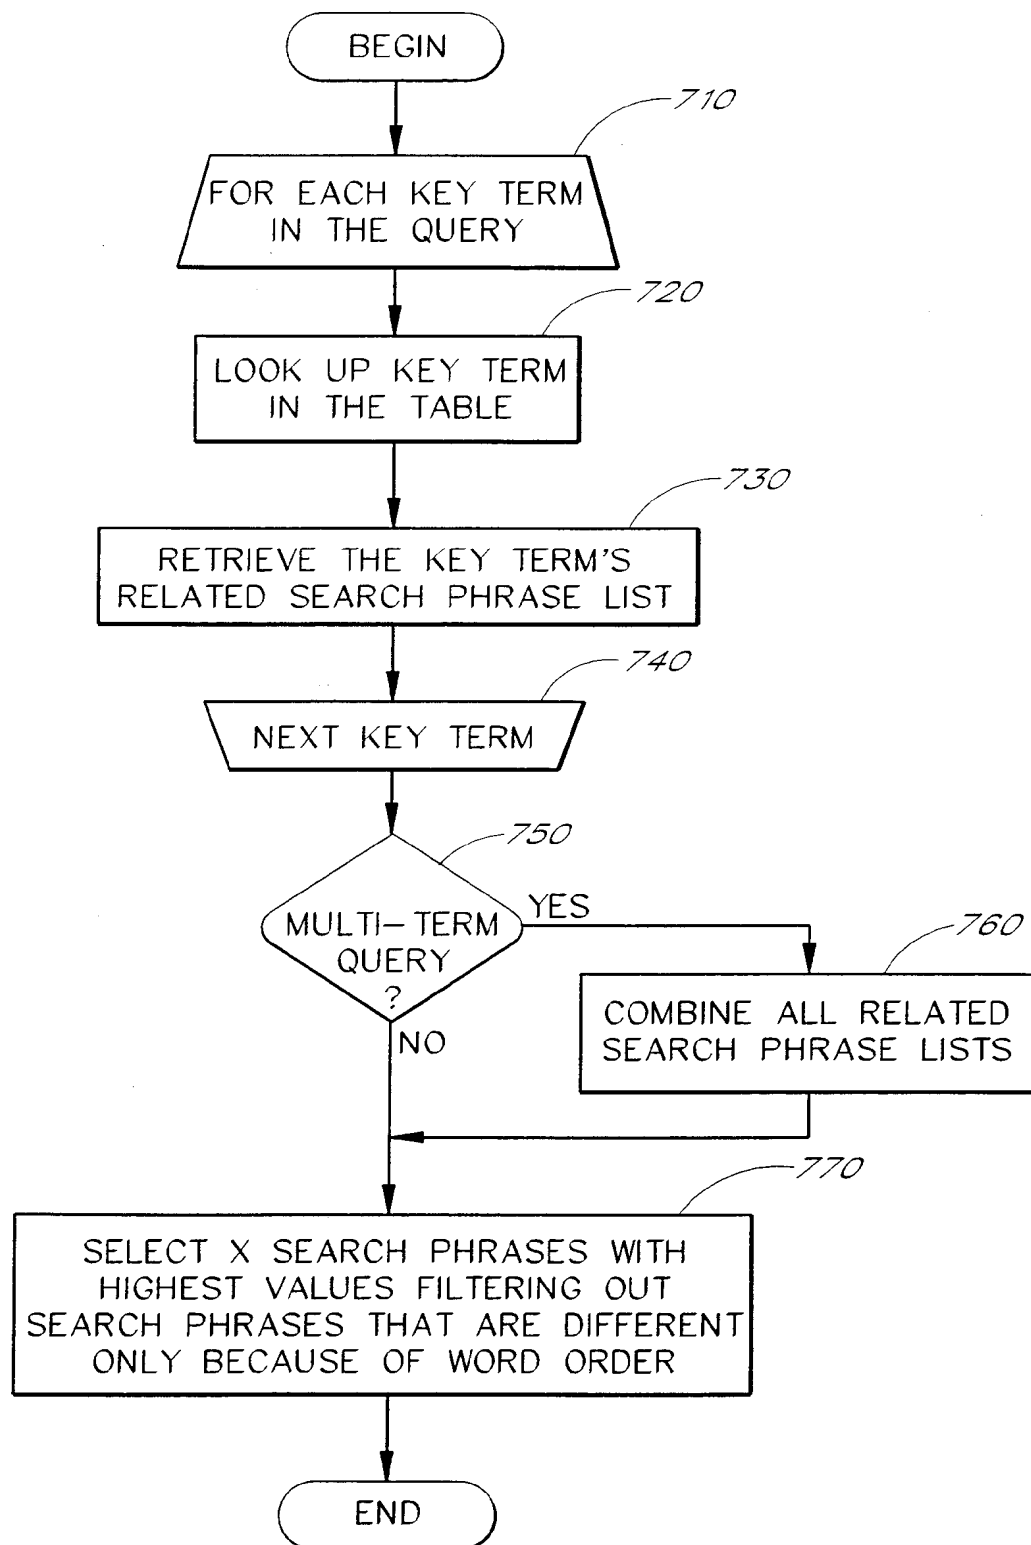 BEGIN
710
FOR EACH KEY TERM
IN THE QUERY
720
LOOK UP KEY TERM
IN THE TABLE
730
RETRIEVE THE KEY TERM'S
RELATED SEARCH PHRASE LIST
740
NEXT KEY TERM
750
MULTI-TERM
QUERY
?
YES
NO
760
COMBINE ALL RELATED
SEARCH PHRASE LISTS
770
SELECT X SEARCH PHRASES WITH
HIGHEST VALUES FILTERING OUT
SEARCH PHRASES THAT ARE DIFFERENT
ONLY BECAUSE OF WORD ORDER
END